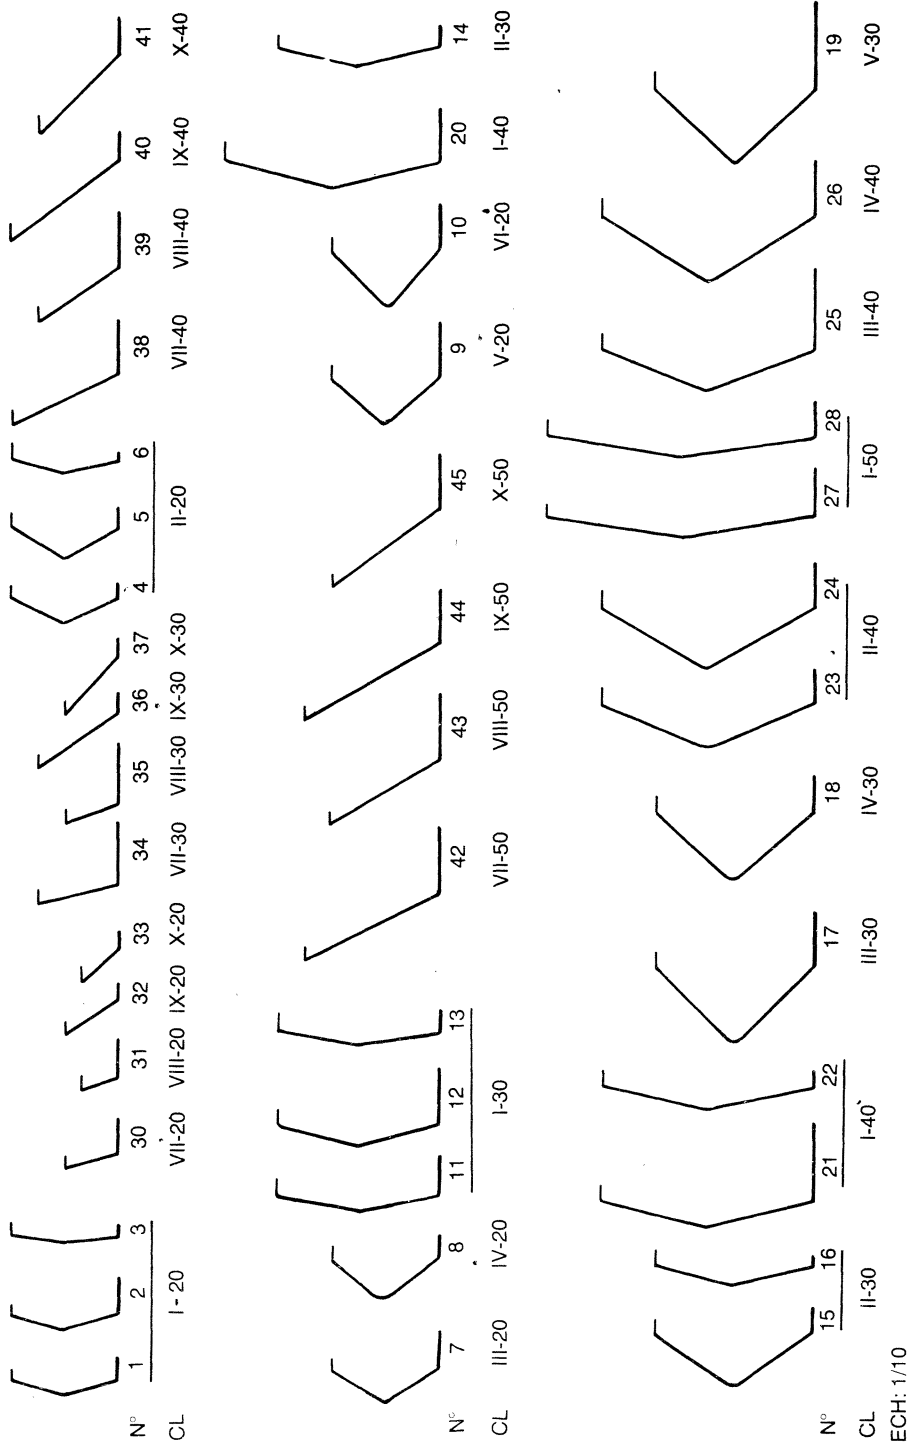 N° 1 2 3 30 31 32 33 34 35 36 37 4 5 6 38 39 40 41
CL I-20 VII-20 VIII-20 IX-20 X-20 VII-30 VIII-30 IX-30 X-30 II-20 VII-40 VIII-40 IX-40 X-40
N° 7 8 11 12 13 42 43 44 45 9 10 20 14
CL III-20 IV-20 I-30 VII-50 VIII-50 IX-50 X-50 V-20 VI-20 I-40 II-30
N° 15 16 21 22 17 18 23 24 27 28 25 26 19
CL II-30 I-40 III-30 IV-30 II-40 I-50 III-40 IV-40 V-30
ECH: 1/10